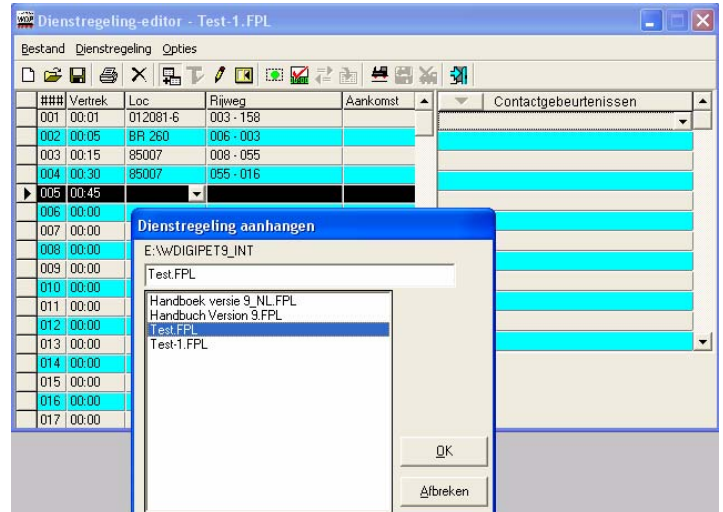 WDP Dienstregeling-editor - Test-1.FPL
Bestand Dienstregeling Opties
### Vertrek Loc Rijweg Aankomst Contactgebeurtenissen
001 00:01 012081-6 003 - 158
002 00:05 BR 260 006 - 003
003 00:15 85007 008 - 055
004 00:30 85007 055 - 016
005 00:45
006 00:00
007 00:00
008 00:00
009 00:00
010 00:00
011 00:00
012 00:00
013 00:00
014 00:00
015 00:00
016 00:00
017 00:00
Dienstregeling aanhangen
E:\WDIGIPET9_INT
Test.FPL
Handboek versie 9_NL.FPL
Handbuch Version 9.FPL
Test.FPL
Test-1.FPL
OK
Afbreken